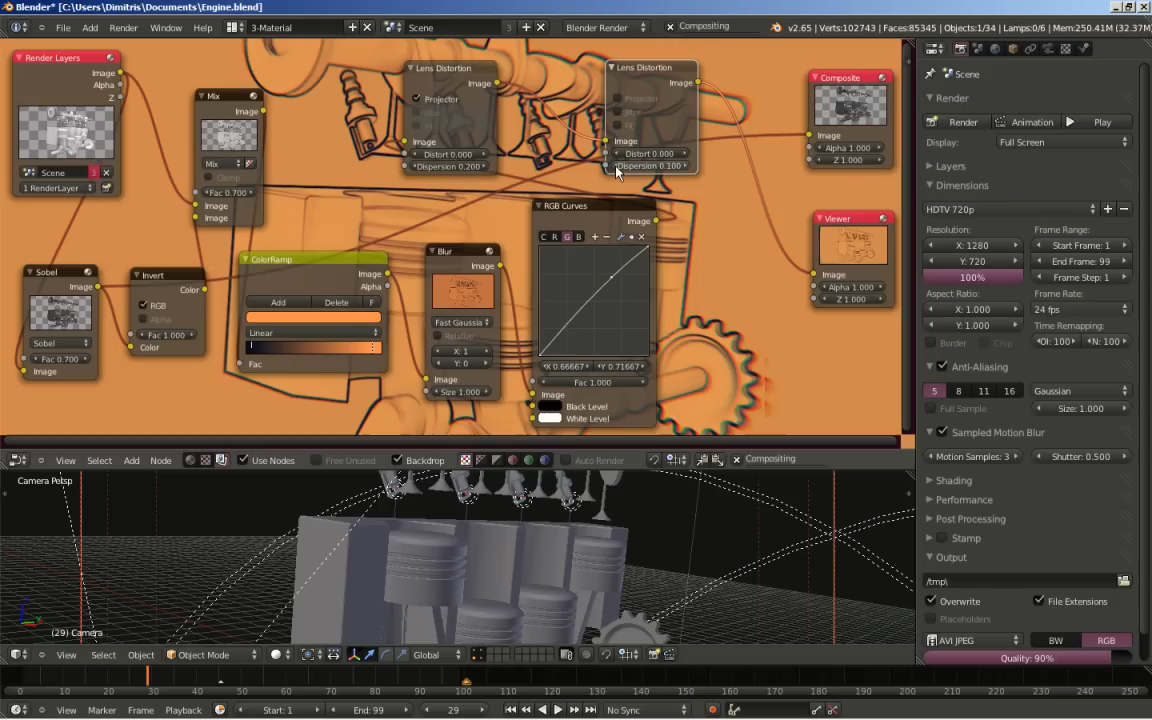 Blender* [C:\Users\Dimitris\Documents\Engine.blend]
File Add Render Window Help 3-Material Scene 3 Blender Render Compositing v2.65 | Verts:102743 | Faces:85345 | Objects:1/34 | Lamps:0/6 | Mem:250.41M (32.37M
Render Layers
Image
Alpha
Z
Scene 3
1 RenderLayer
Mix
Image
Mix
Clamp
Fac 0.700
Image
Image
Lens Distortion
Image
Projector
Image
Distort 0.000
Dispersion 0.200
Lens Distortion
Image
Projector
Jitter
Fit
Image
Distort 0.000
Dispersion 0.100
Composite
Image
Alpha 1.000
Z 1.000
Viewer
Image
Alpha 1.000
Z 1.000
Sobel
Image
Sobel
Fac 0.700
Image
Invert
Color
RGB
Alpha
Fac 1.000
Color
ColorRamp
Image
Alpha
Add Delete F
Linear
Fac
Blur
Image
Fast Gaussia
Relative
X: 1
Y: 0
Image
Size 1.000
RGB Curves
Image
C R G B
X 0.66667 Y 0.71667
Fac 1.000
Image
Black Level
White Level
View Select Add Node Use Nodes Free Unused Backdrop Auto Render Compositing
Camera Persp
(29) Camera
View Select Object Object Mode Global
0 10 20 30 40 50 60 70 80 90 100 110 120 130 140 150 160 170 180 190 200 210 220 230 240 250
View Marker Frame Playback Start: 1 End: 99 29 No Sync
Scene
Render
Render Animation Play
Display: Full Screen
Layers
Dimensions
HDTV 720p
Resolution: Frame Range:
X: 1280 Start Frame: 1
Y: 720 End Frame: 99
100% Frame Step: 1
Aspect Ratio: Frame Rate:
X: 1.000 24 fps
Y: 1.000 Time Remapping:
Border Crop :Ol: 100 N: 100
Anti-Aliasing
5 8 11 16 Gaussian
Full Sample Size: 1.000
Sampled Motion Blur
Motion Samples: 3 Shutter: 0.500
Shading
Performance
Post Processing
Stamp
Output
/tmp\
Overwrite File Extensions
Placeholders
AVI JPEG BW RGB
Quality: 90%